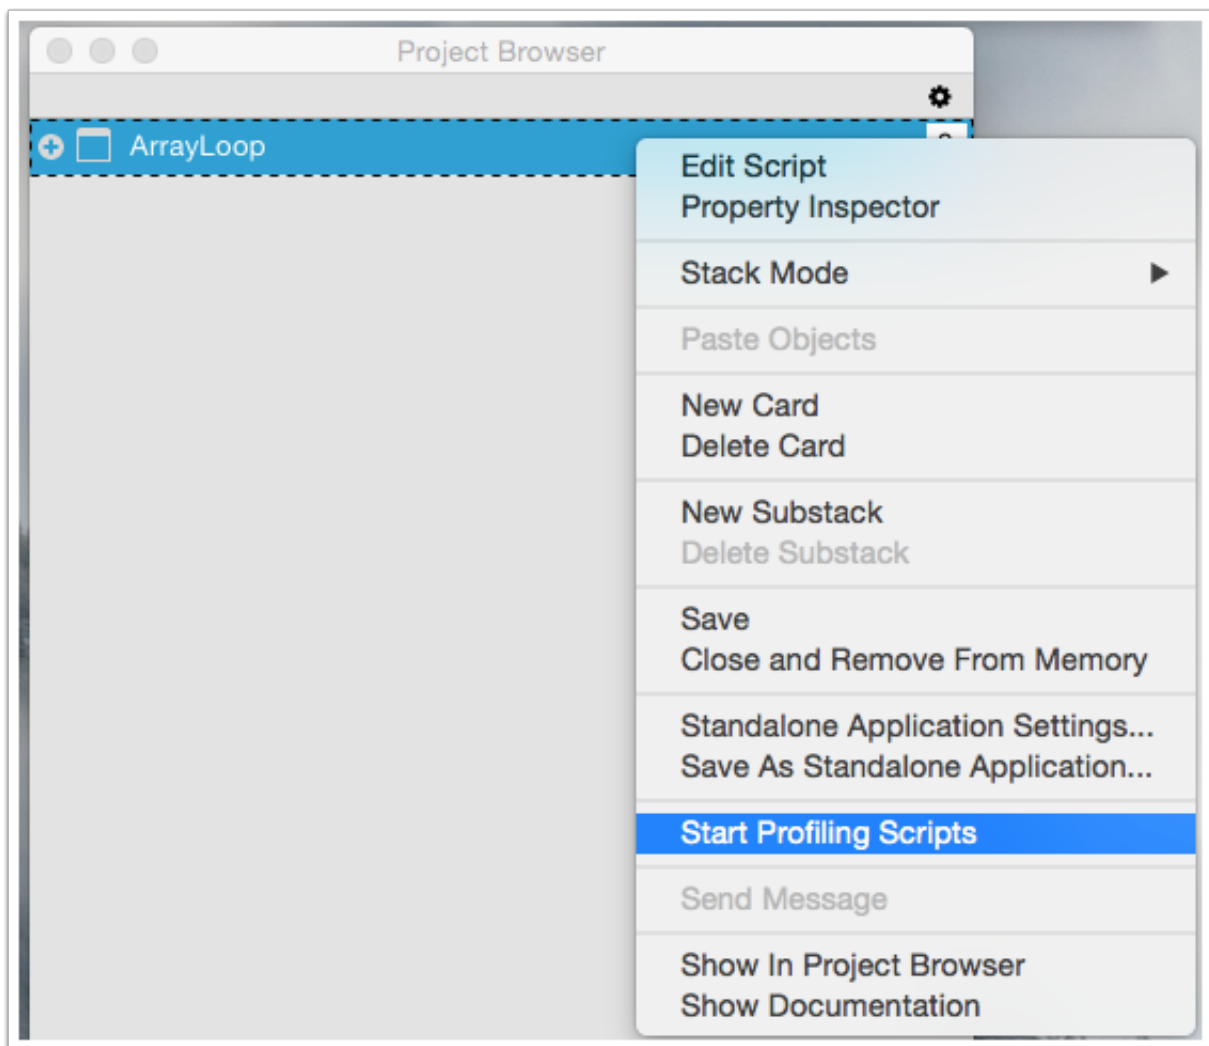 Project Browser
ArrayLoop
Edit Script
Property Inspector
Stack Mode
Paste Objects
New Card
Delete Card
New Substack
Delete Substack
Save
Close and Remove From Memory
Standalone Application Settings...
Save As Standalone Application...
Start Profiling Scripts
Send Message
Show In Project Browser
Show Documentation